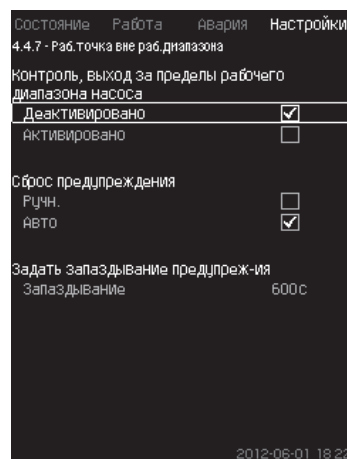 Состояние Работа Авария Настройки
4.4.7 - Раб.точка вне раб.диапазона
Контроль, выход за пределы рабочего
диапазона насоса
Деактивировано
Активировано
Сброс предупреждения
Ручн.
Авто
Задать запаздывание предупреж-ия
Запаздывание 600с
2012-06-01 18:22